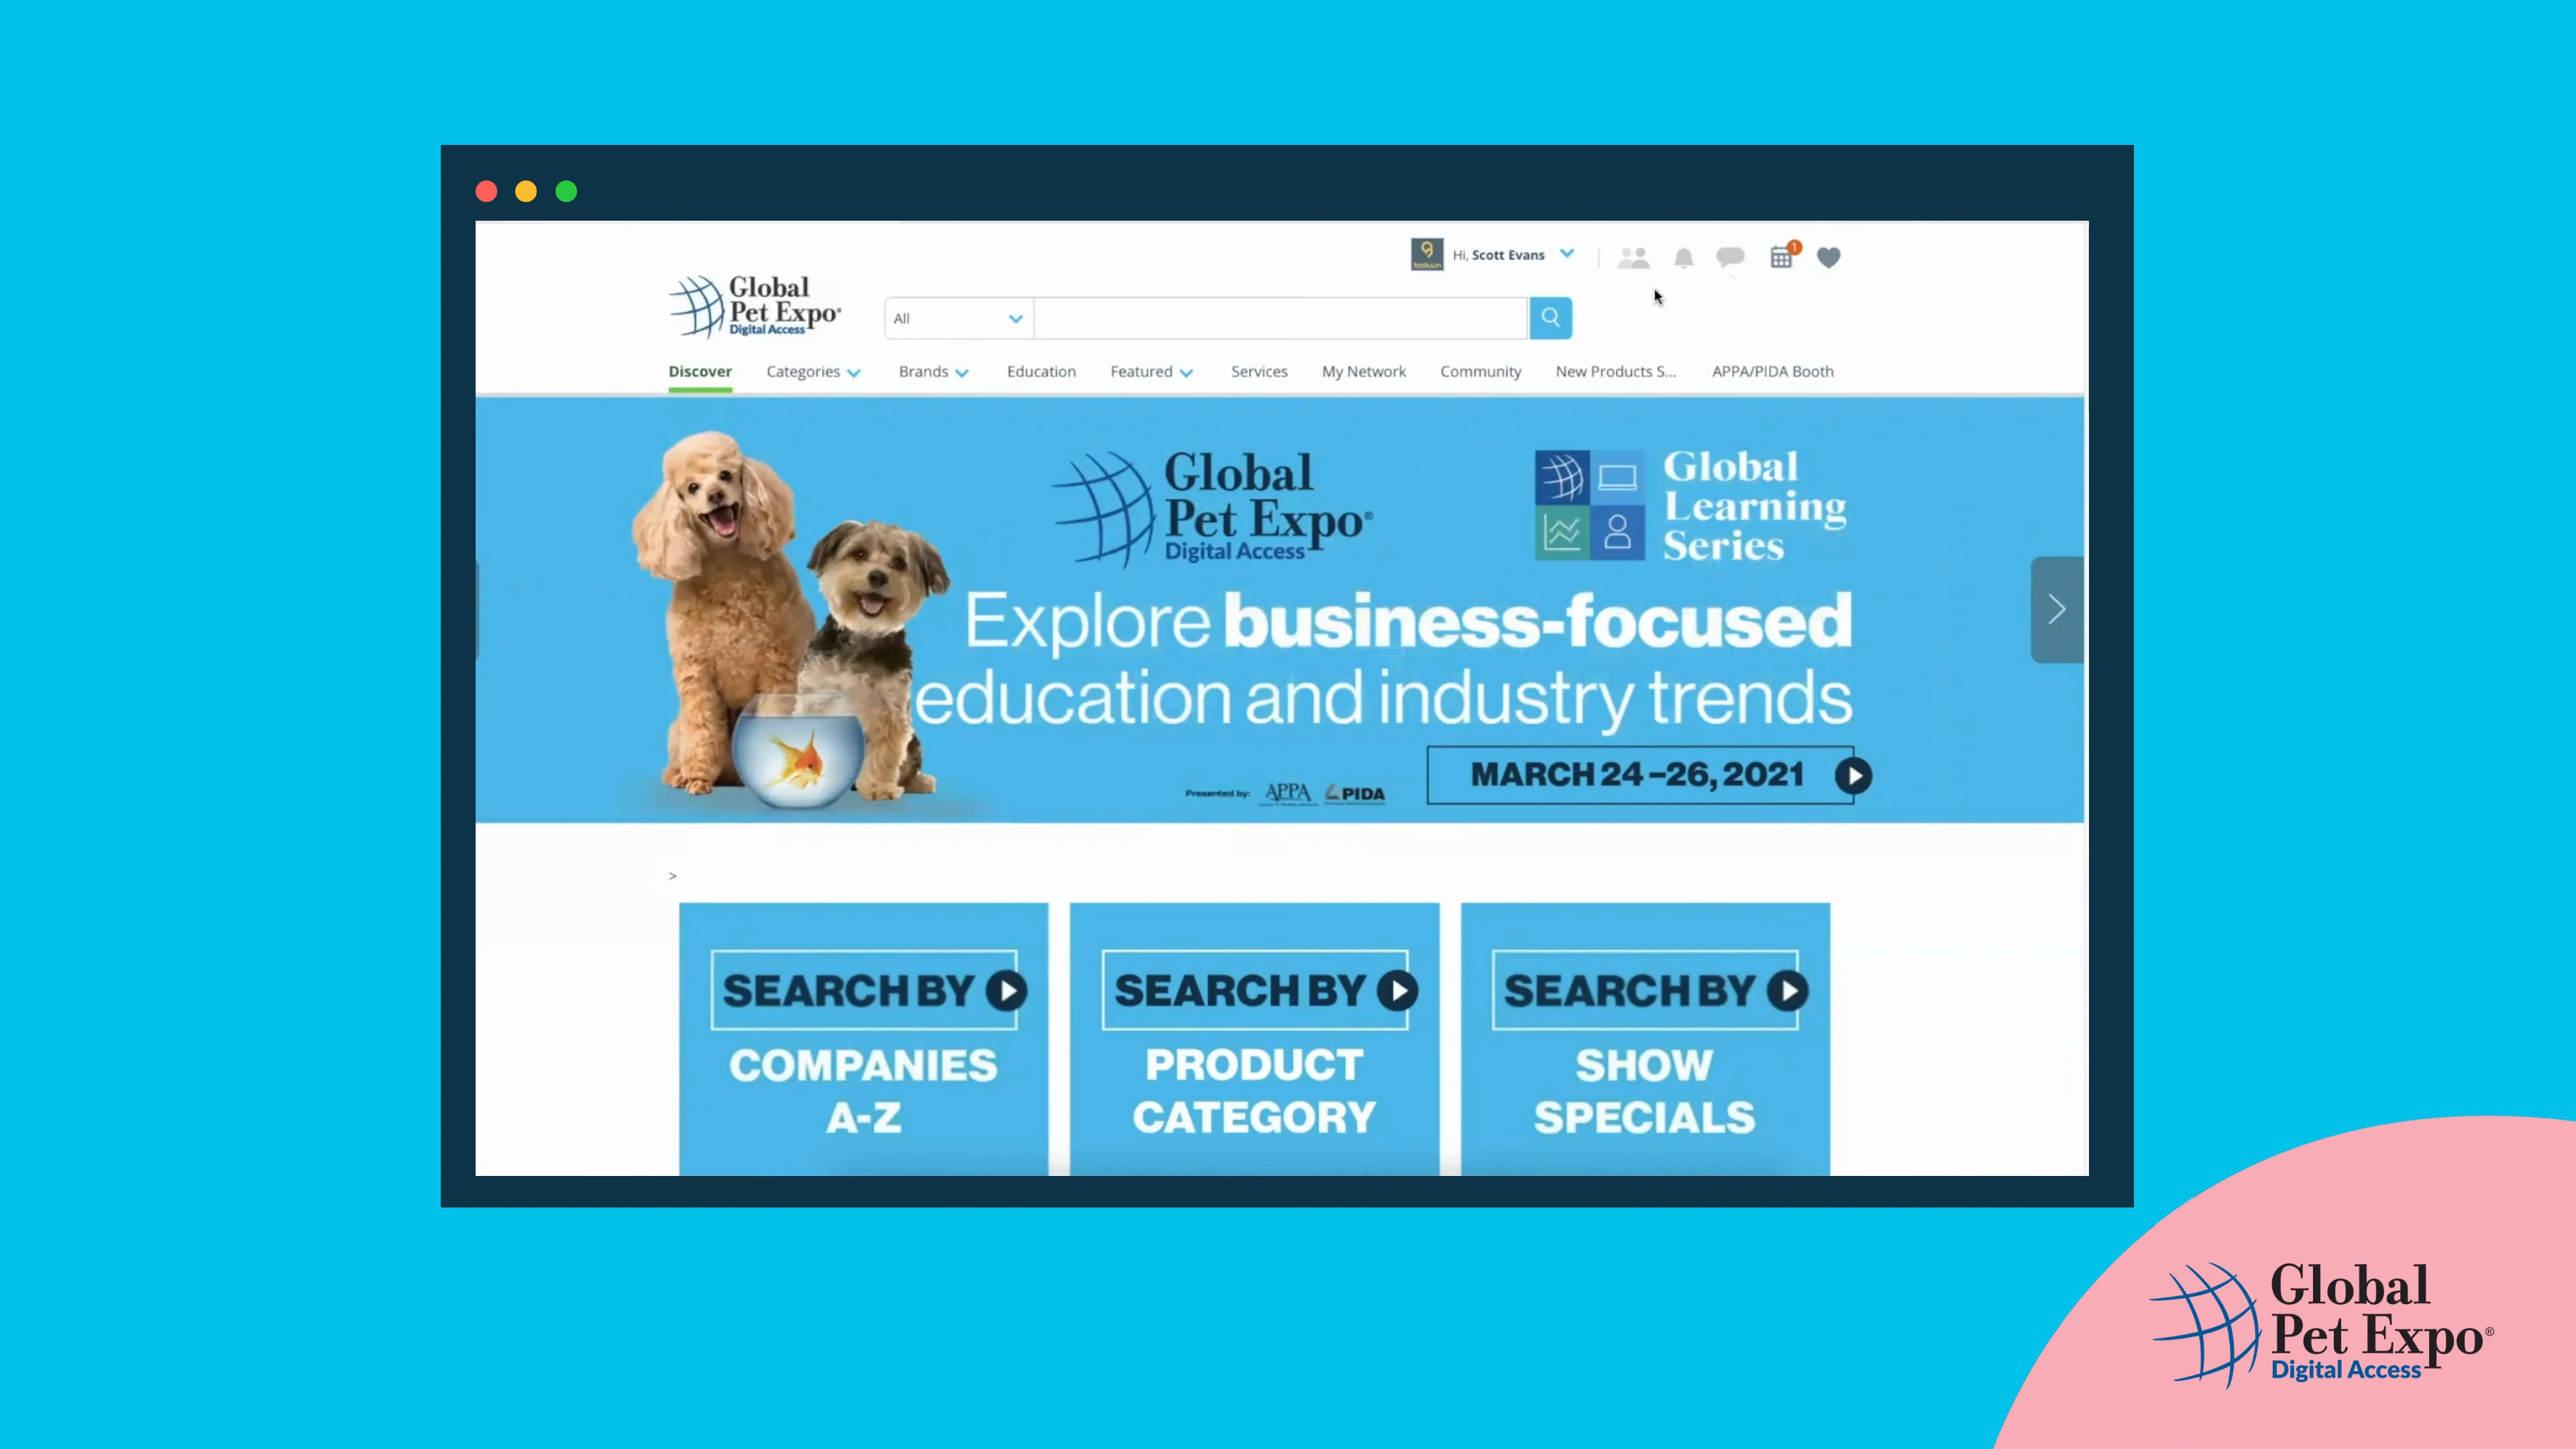 balluun
Hi, Scott Evans
1
Global
Pet Expo®
Digital Access
All
Discover Categories Brands Education Featured Services My Network Community New Products S... APPA/PIDA Booth
Global
Pet Expo®
Digital Access
Global
Learning
Series
Explore business-focused
education and industry trends
Presented by: APPA PIDA
MARCH 24–26, 2021
>
SEARCH BY
COMPANIES
A-Z
SEARCH BY
PRODUCT
CATEGORY
SEARCH BY
SHOW
SPECIALS
Global
Pet Expo®
Digital Access